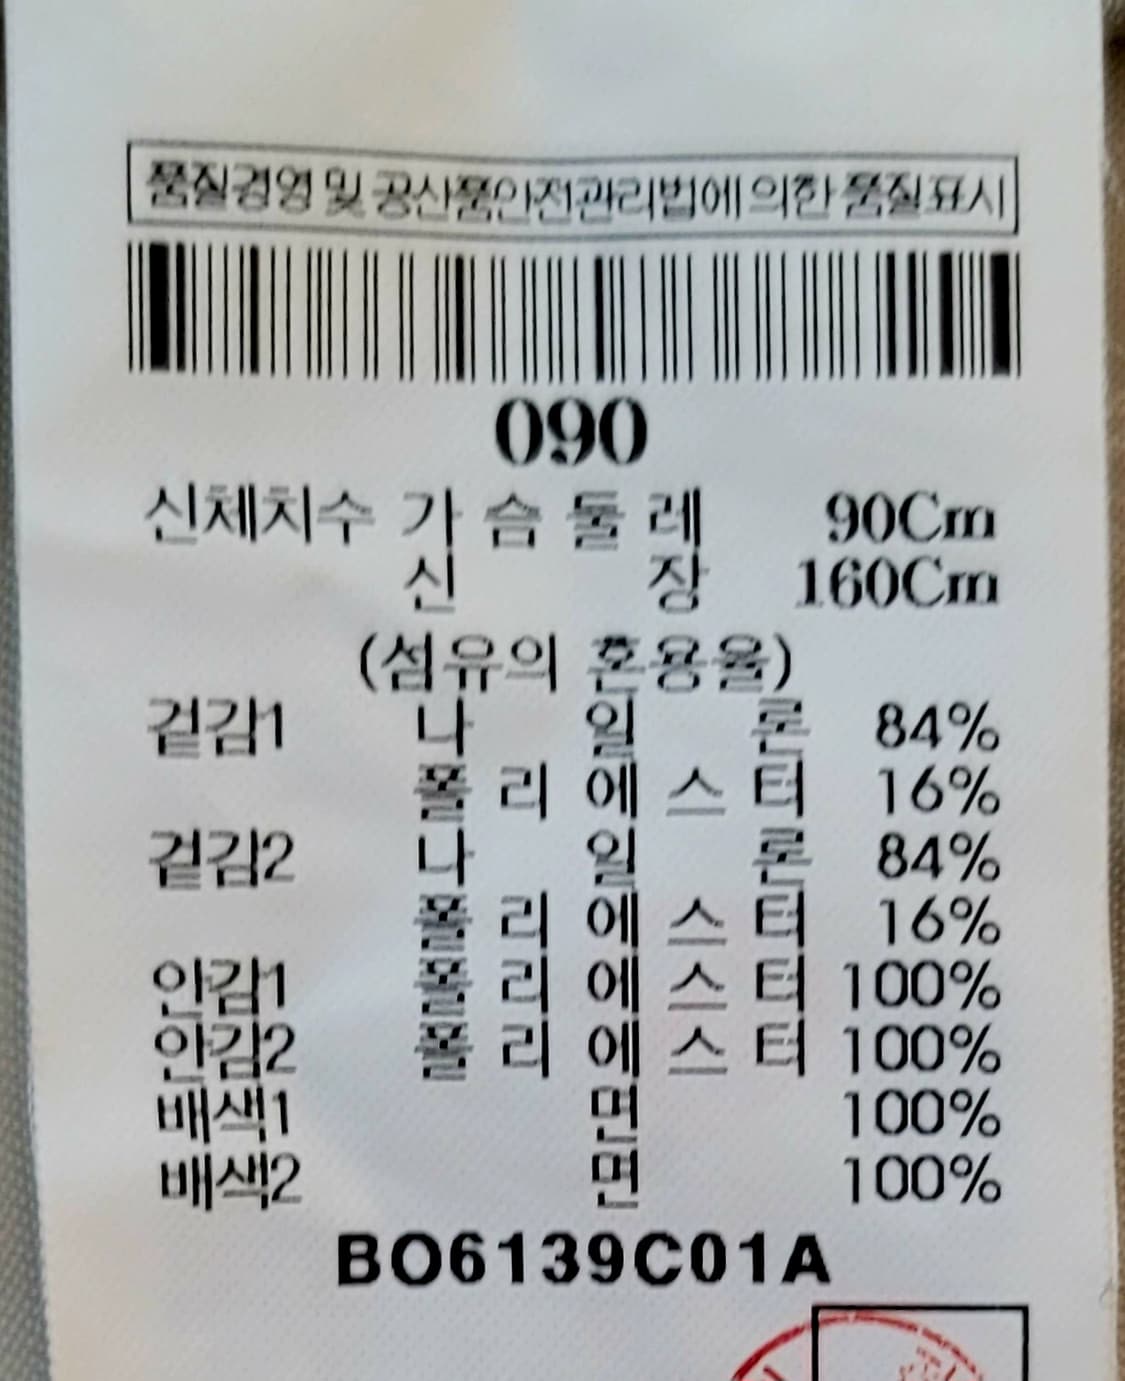 품질경영 및 공산품안전관리법에 의한 품질표시
090
신체치수 가 슴 둘 레 90Cm
신 장 160Cm
(섬유의 혼용율)
겉감1 나 일 론 84%
폴 리 에 스 터 16%
겉감2 나 일 론 84%
폴 리 에 스 터 16%
안감1 폴 리 에 스 터 100%
안감2 폴 리 에 스 터 100%
배색1 면 100%
배색2 면 100%
BO6139C01A